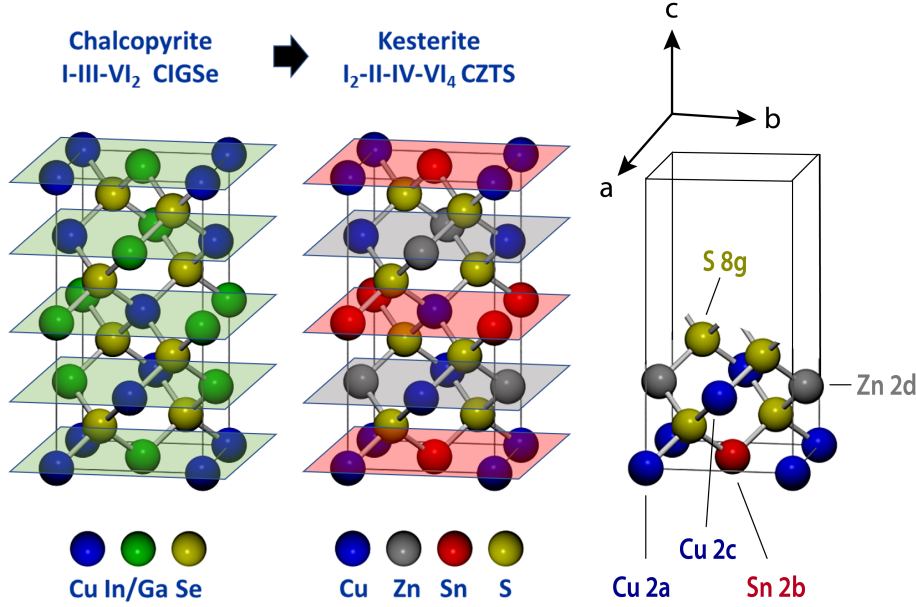 Chalcopyrite
I-III-VI₂ CIGSe
Kesterite
I₂-II-IV-VI₄ CZTS
c
b
a
S 8g
Zn 2d
Cu 2c
Cu 2a
Sn 2b
Cu In/Ga Se
Cu Zn Sn S